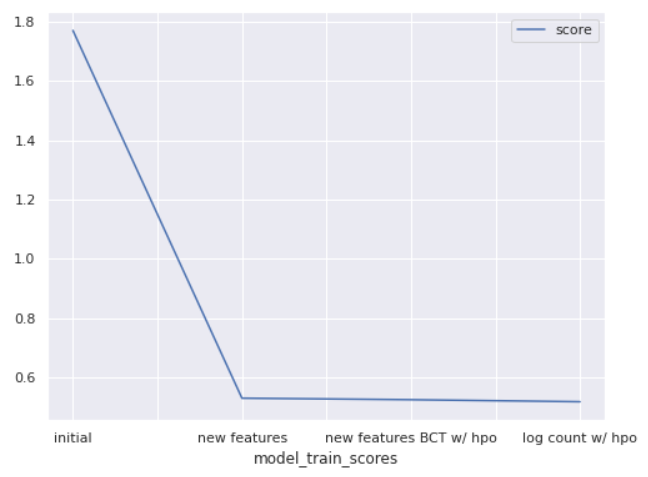 1.8
score
1.6
1.4
1.2
1.0
0.8
0.6
initial new features new features BCT w/ hpo log count w/ hpo
model_train_scores